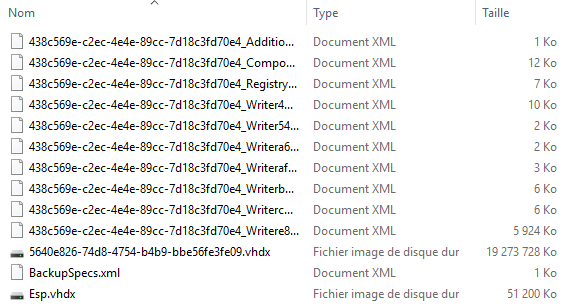 Nom Type Taille
438c569e-c2ec-4e4e-89cc-7d18c3fd70e4_Additio... Document XML 1 Ko
438c569e-c2ec-4e4e-89cc-7d18c3fd70e4_Compo... Document XML 12 Ko
438c569e-c2ec-4e4e-89cc-7d18c3fd70e4_Registry... Document XML 7 Ko
438c569e-c2ec-4e4e-89cc-7d18c3fd70e4_Writer4... Document XML 10 Ko
438c569e-c2ec-4e4e-89cc-7d18c3fd70e4_Writer54... Document XML 2 Ko
438c569e-c2ec-4e4e-89cc-7d18c3fd70e4_Writera6... Document XML 2 Ko
438c569e-c2ec-4e4e-89cc-7d18c3fd70e4_Writeraf... Document XML 3 Ko
438c569e-c2ec-4e4e-89cc-7d18c3fd70e4_Writerb... Document XML 6 Ko
438c569e-c2ec-4e4e-89cc-7d18c3fd70e4_Writerc... Document XML 6 Ko
438c569e-c2ec-4e4e-89cc-7d18c3fd70e4_Writere8... Document XML 5 924 Ko
5640e826-74d8-4754-b4b9-bbe56fe3fe09.vhdx Fichier image de disque dur 19 273 728 Ko
BackupSpecs.xml Document XML 1 Ko
Esp.vhdx Fichier image de disque dur 51 200 Ko